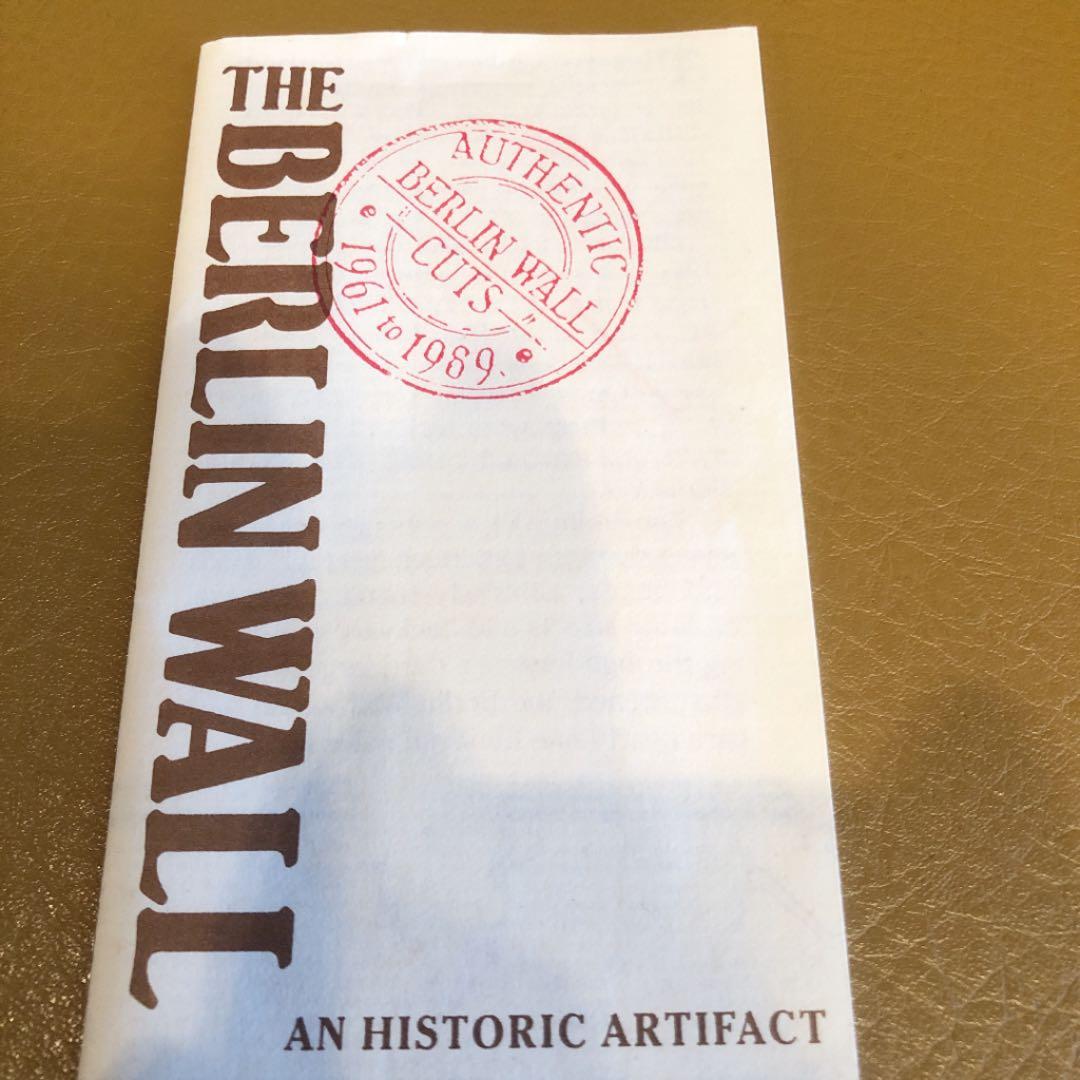 THE
BERLIN WALL
AUTHENTIC
BERLIN WALL
CUTS
1961 to 1989.
AN HISTORIC ARTIFACT